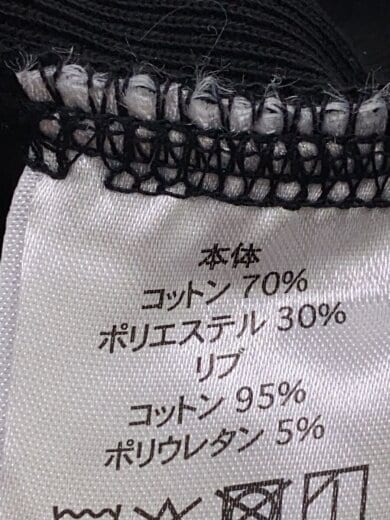 本体
コットン 70%
ポリエステル 30%
リブ
コットン 95%
ポリウレタン 5%